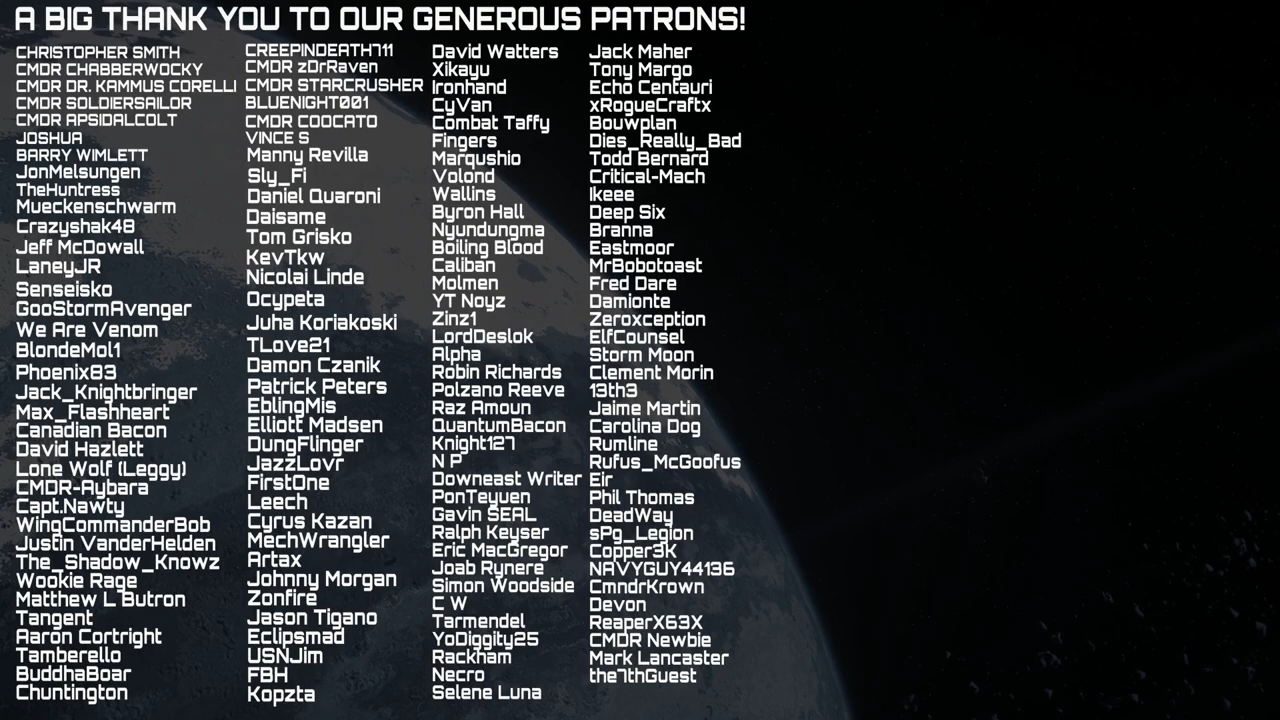 A BIG THANK YOU TO OUR GENEROUS PATRONS!
CHRISTOPHER SMITH
CMDR CHABBERWOCKY
CMDR DR. KAMMUS CORELLI
CMDR SOLDIERSAILOR
CMDR APSIDALCOLT
JOSHUA
BARRY WIMLETT
JonMelsungen
TheHuntress
Mueckenschwarm
Crazyshak48
Jeff McDowall
LaneyJR
Senseisko
GooStormAvenger
We Are Venom
BlondeMol1
Phoenix83
Jack_Knightbringer
Max_Flashheart
Canadian Bacon
David Hazlett
Lone Wolf (Leggy)
CMDR-Aybara
Capt.Nawty
WingCommanderBob
Justin VanderHelden
The_Shadow_Knowz
Wookie Rage
Matthew L Butron
Tangent
Aaron Cortright
Tamberello
BuddhaBoar
Chuntington
CREEPINDEATH711
CMDR zDrRaven
CMDR STARCRUSHER
BLUENIGHT001
CMDR COOCATO
VINCE S
Manny Revilla
Sly_Fi
Daniel Quaroni
Daisame
Tom Grisko
KevTkw
Nicolai Linde
Ocypeta
Juha Koriakoski
TLove21
Damon Czanik
Patrick Peters
EblingMis
Elliott Madsen
DungFlinger
JazzLovr
FirstOne
Leech
Cyrus Kazan
MechWrangler
Artax
Johnny Morgan
Zonfire
Jason Tigano
Eclipsmad
USNJim
FBH
Kopzta
David Watters
Xikayu
Ironhand
CyVan
Combat Taffy
Fingers
Marqushio
Volond
Wallins
Byron Hall
Nyundungma
Boiling Blood
Caliban
Molmen
YT Noyz
Zinz1
LordDeslok
Alpha
Robin Richards
Polzano Reeve
Raz Amoun
QuantumBacon
Knight127
N P
Downeast Writer
PonTeyuen
Gavin SEAL
Ralph Keyser
Eric MacGregor
Joab Rynere
Simon Woodside
C W
Tarmendel
YoDiggity25
Rackham
Necro
Selene Luna
Jack Maher
Tony Margo
Echo Centauri
xRogueCraftx
Bouwplan
Dies_Really_Bad
Todd Bernard
Critical-Mach
Ikeee
Deep Six
Branna
Eastmoor
MrBobotoast
Fred Dare
Damionte
Zeroxception
ElfCounsel
Storm Moon
Clement Morin
13th3
Jaime Martin
Carolina Dog
Rumline
Rufus_McGoofus
Eir
Phil Thomas
DeadWay
sPg_Legion
Copper3K
NAVYGUY44136
CmndrKrown
Devon
ReaperX63X
CMDR Newbie
Mark Lancaster
the7thGuest